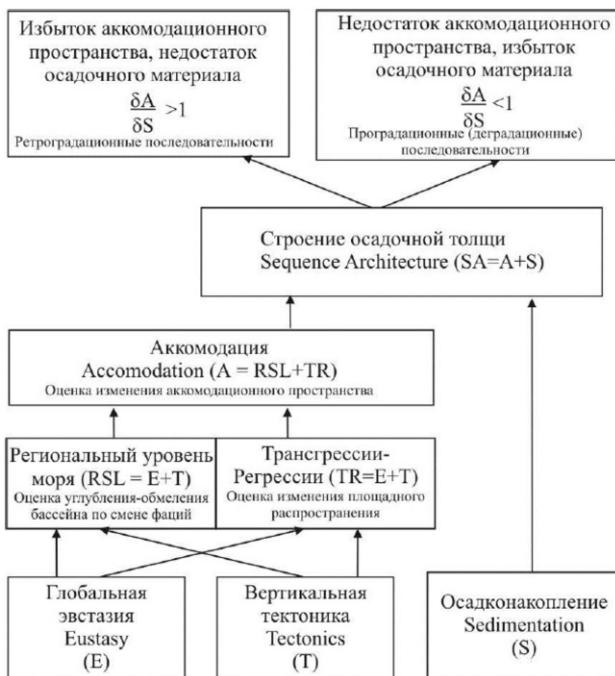 Избыток аккомодационного
пространства, недостаток
осадочного материала
δA
δS
>1
Ретроградационные последовательности
Недостаток аккомодационного
пространства, избыток
осадочного материала
δA
δS
<1
Проградационные (деградационные)
последовательности
Строение осадочной толщи
Sequence Architecture (SA=A+S)
Аккомодация
Accomodation (A = RSL+TR)
Оценка изменения аккомодационного пространства
Региональный уровень
моря (RSL = E+T)
Оценка углубления-обмеления
бассейна по смене фаций
Трансгрессии-
Регрессии (TR=E+T)
Оценка изменения площадного
распространения
Глобальная
эвстазия
Eustasy
(E)
Вертикальная
тектоника
Tectonics
(T)
Осадконакопление
Sedimentation
(S)